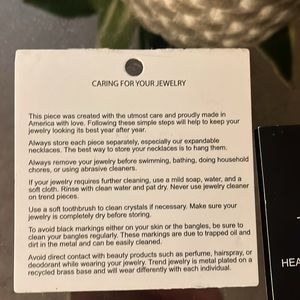 CARING FOR YOUR JEWELRY
This piece was created with the utmost care and proudly made in
America with love. Following these simple steps will help to keep your
jewelry looking its best year after year.
Always store each piece separately, especially our expandable
necklaces. The best way to store your necklaces is to hang them.
Always remove your jewelry before swimming, bathing, doing household
chores, or using abrasive cleaners.
If your jewelry requires further cleaning, use a mild soap, water, and a
soft cloth. Rinse with clean water and pat dry. Never use jewelry cleaner
on trend pieces.
Use a soft toothbrush to clean crystals if necessary. Make sure your
jewelry is completely dry before storing.
To avoid black markings either on your skin or the bangles, be sure to
clean your bangles regularly. These markings are due to trapped oil and
dirt in the metal and can be easily cleaned.
Avoid direct contact with beauty products such as perfume, hairspray, or
deodorant while wearing your jewelry. Trend jewelry is metal plated on a
recycled brass base and will wear differently with each individual.
HEA